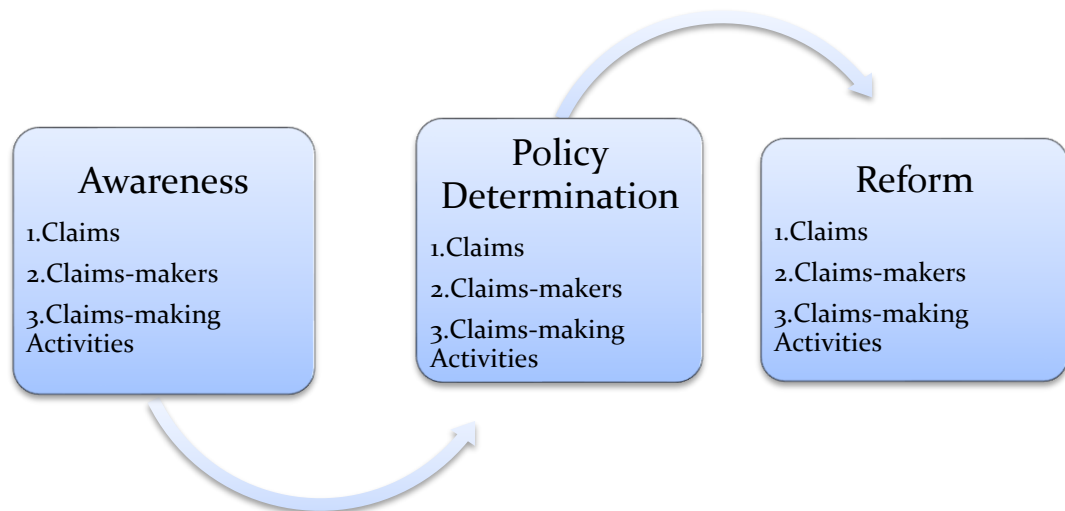 Awareness
1.Claims
2.Claims-makers
3.Claims-making
Activities
Policy
Determination
1.Claims
2.Claims-makers
3.Claims-making
Activities
Reform
1.Claims
2.Claims-makers
3.Claims-making
Activities